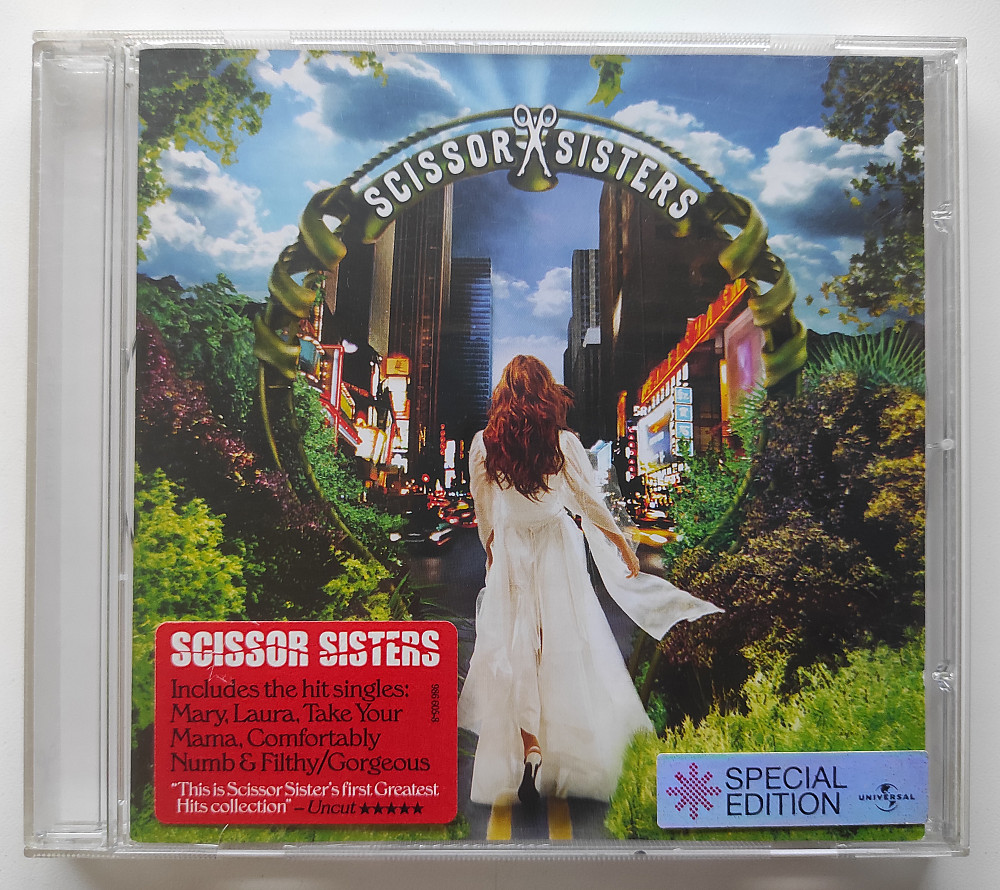 SCISSOR SISTERS
SCISSOR SISTERS
Includes the hit singles:
Mary, Laura, Take Your
Mama, Comfortably
Numb & Filthy/Gorgeous
"This is Scissor Sister's first Greatest
Hits collection" – Uncut ★★★★★
SPECIAL
EDITION
UNIVERSAL